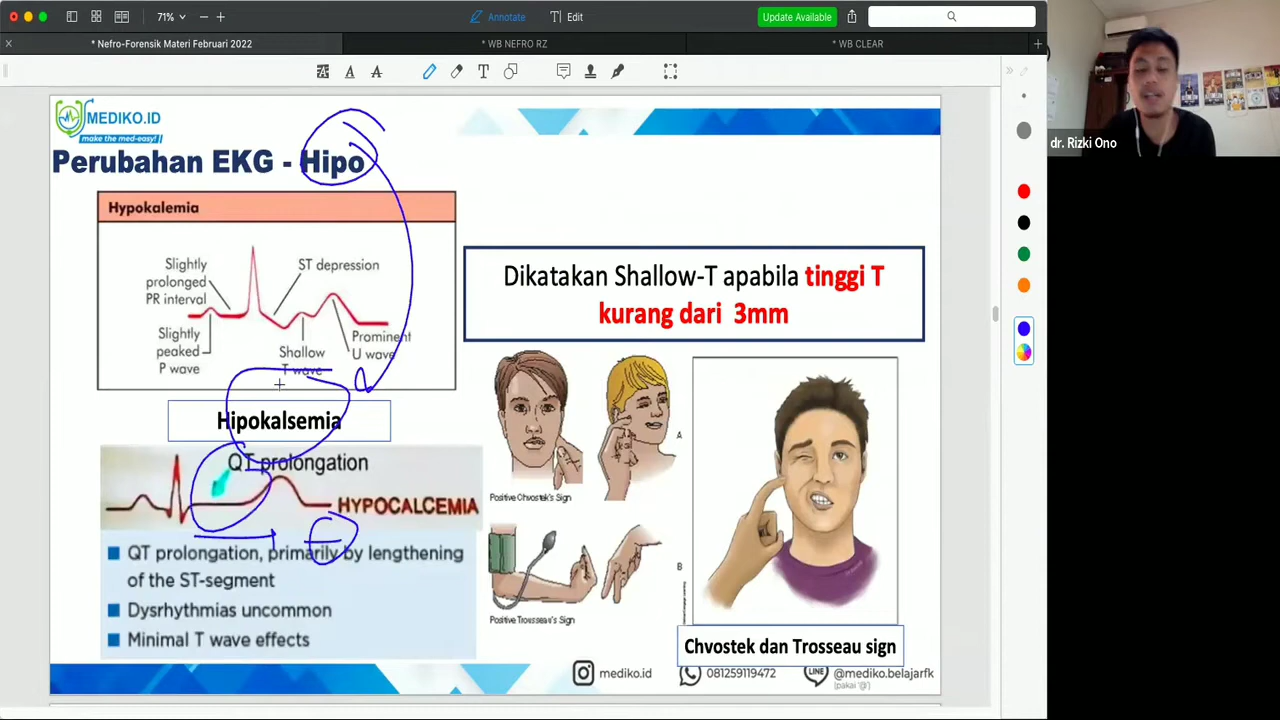 71%
Annotate
Edit
Update Available
* Nefro-Forensik Materi Februari 2022
* WB NEFRO RZ
* WB CLEAR
MEDIKO.ID
make the med-easy!
dr. Rizki Ono
Perubahan EKG - Hipo
Hypokalemia
Slightly
prolonged
PR interval
ST depression
Slightly
peaked
P wave
Shallow
T wave
Prominent
U wave
Dikatakan Shallow-T apabila tinggi T
kurang dari 3mm
Hipokalsemia
QT prolongation
HYPOCALCEMIA
QT prolongation, primarily by lengthening
of the ST-segment
Dysrhythmias uncommon
Minimal T wave effects
A
Positive Chvostek's Sign
B
Positive Trousseau's Sign
Chvostek dan Trosseau sign
mediko.id
081259119472
LINE
@mediko.belajarfk
(pakai '@')